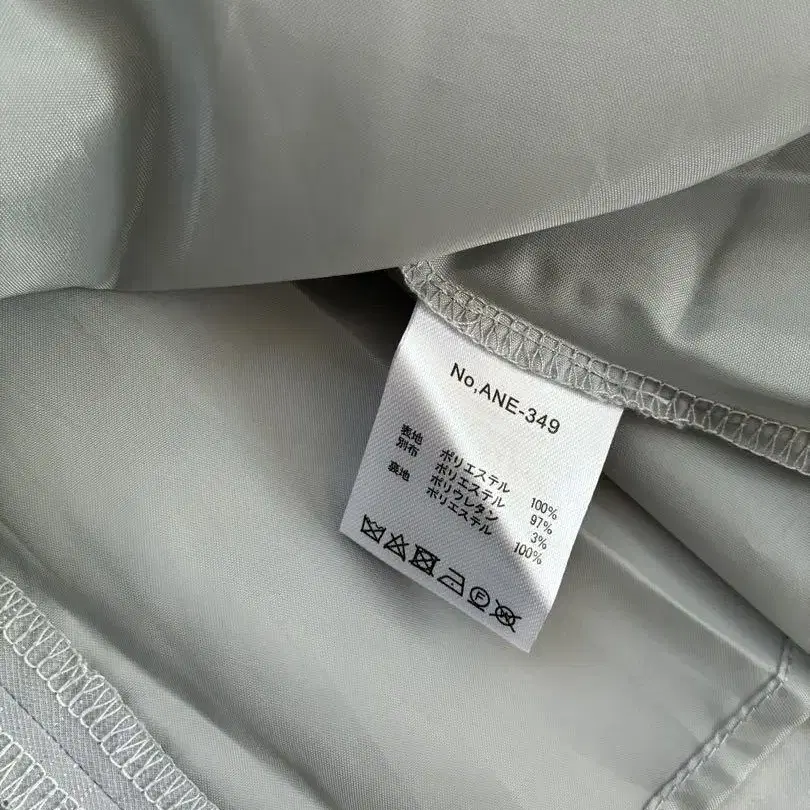 No,ANE-349
表地 ポリエステル 100%
別布 ポリエステル 97%
ポリウレタン 3%
裏地 ポリエステル 100%
F W